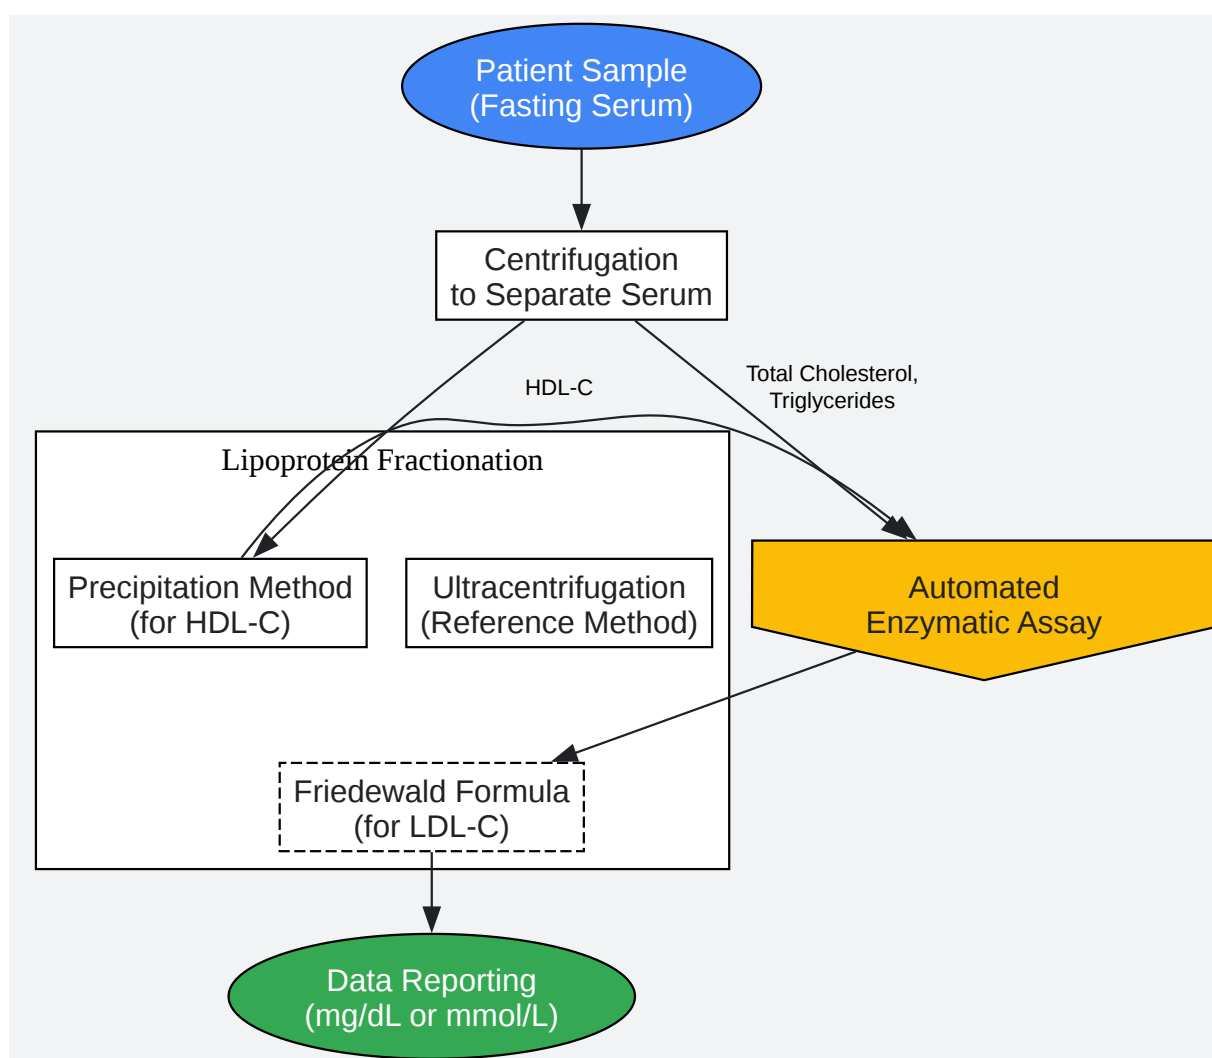 Patient Sample
(Fasting Serum)
Centrifugation
to Separate Serum
HDL-C
Total Cholesterol,
Triglycerides
Lipoprotein Fractionation
Precipitation Method
(for HDL-C)
Ultracentrifugation
(Reference Method)
Automated
Enzymatic Assay
Friedewald Formula
(for LDL-C)
Data Reporting
(mg/dL or mmol/L)